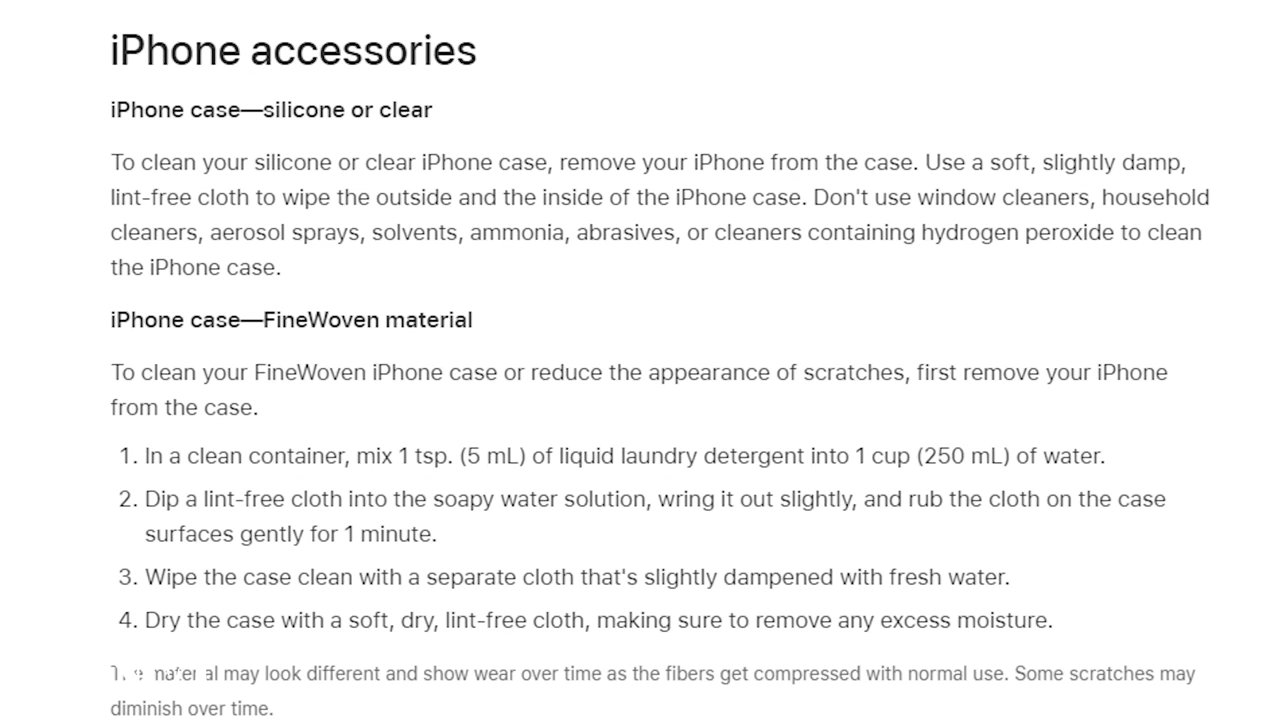 iPhone accessories
iPhone case—silicone or clear
To clean your silicone or clear iPhone case, remove your iPhone from the case. Use a soft, slightly damp,
lint-free cloth to wipe the outside and the inside of the iPhone case. Don't use window cleaners, household
cleaners, aerosol sprays, solvents, ammonia, abrasives, or cleaners containing hydrogen peroxide to clean
the iPhone case.
iPhone case—FineWoven material
To clean your FineWoven iPhone case or reduce the appearance of scratches, first remove your iPhone
from the case.
1. In a clean container, mix 1 tsp. (5 mL) of liquid laundry detergent into 1 cup (250 mL) of water.
2. Dip a lint-free cloth into the soapy water solution, wring it out slightly, and rub the cloth on the case
surfaces gently for 1 minute.
3. Wipe the case clean with a separate cloth that's slightly dampened with fresh water.
4. Dry the case with a soft, dry, lint-free cloth, making sure to remove any excess moisture.
material may look different and show wear over time as the fibers get compressed with normal use. Some scratches may
diminish over time.